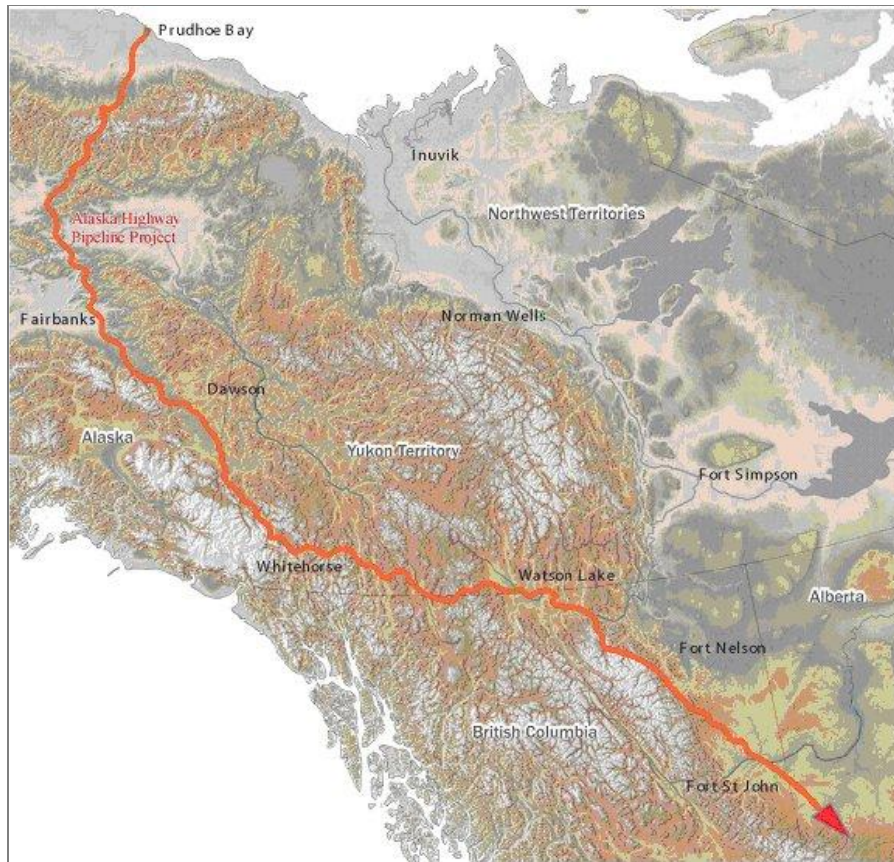 Prudhoe Bay
Inuvik
Northwest Territories
Alaska Highway
Pipeline Project
Norman Wells
Fairbanks
Dawson
Alaska
Yukon Territory
Fort Simpson
Whitehorse
Watson Lake
Alberta
Fort Nelson
British Columbia
Fort St John